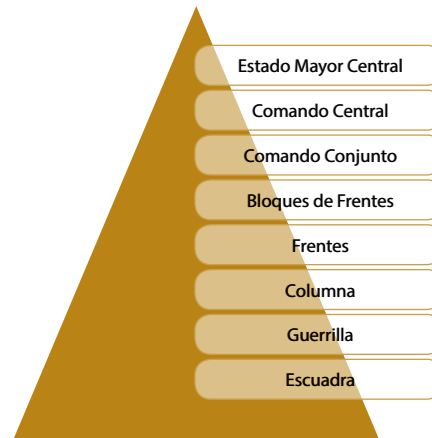 Estado Mayor Central
Comando Central
Comando Conjunto
Bloques de Frentes
Frentes
Columna
Guerrilla
Escuadra